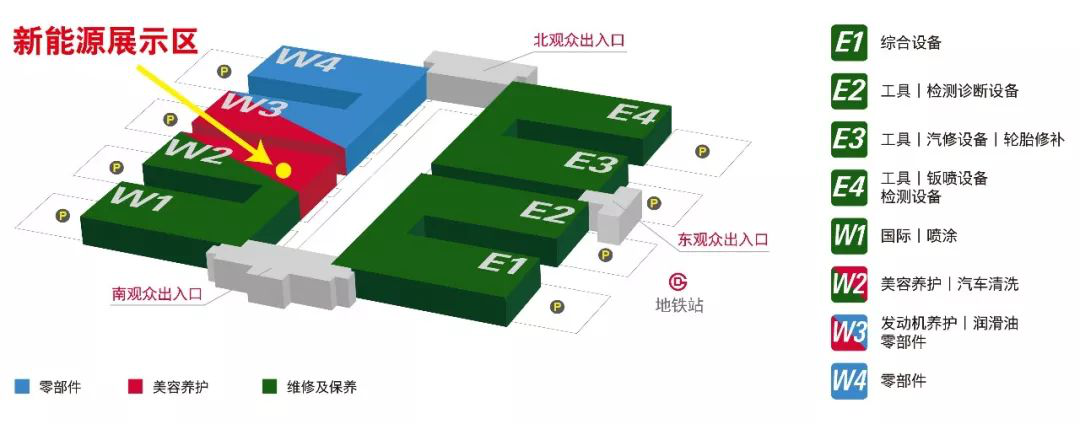 新能源展示区
北观众出入口
W4
P
W3
P
E4
P
W2
E3
P
W1
E2
P
P
东观众出入口
P
E1
南观众出入口
地铁站
P
零部件
美容养护
维修及保养
E1 综合设备
E2 工具丨检测诊断设备
E3 工具丨汽修设备丨轮胎修补
E4 工具丨钣喷设备
检测设备
W1 国际丨喷涂
W2 美容养护丨汽车清洗
W3 发动机养护丨润滑油
零部件
W4 零部件